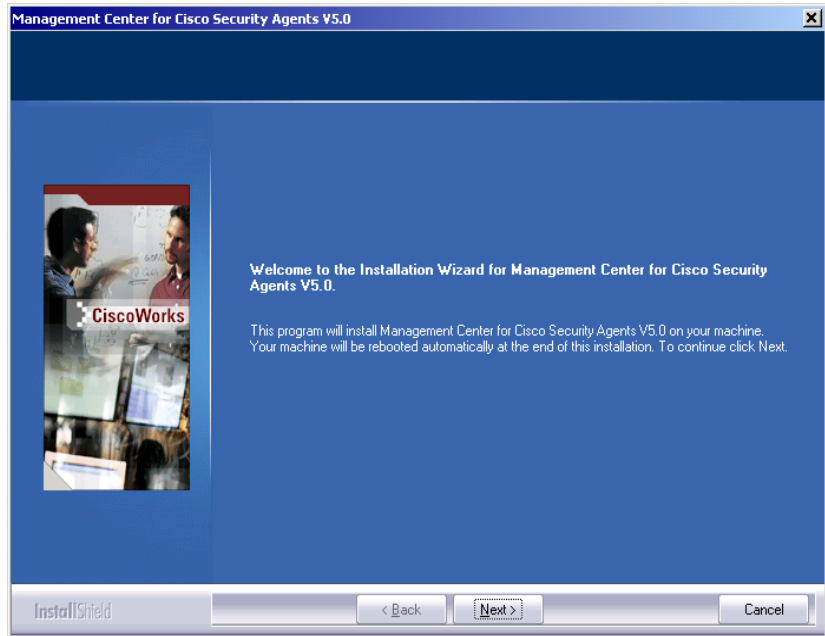 Management Center for Cisco Security Agents V5.0
CiscoWorks
Welcome to the Installation Wizard for Management Center for Cisco Security
Agents V5.0.
This program will install Management Center for Cisco Security Agents V5.0 on your machine.
Your machine will be rebooted automatically at the end of this installation. To continue click Next.
InstallShield
< Back
Next >
Cancel